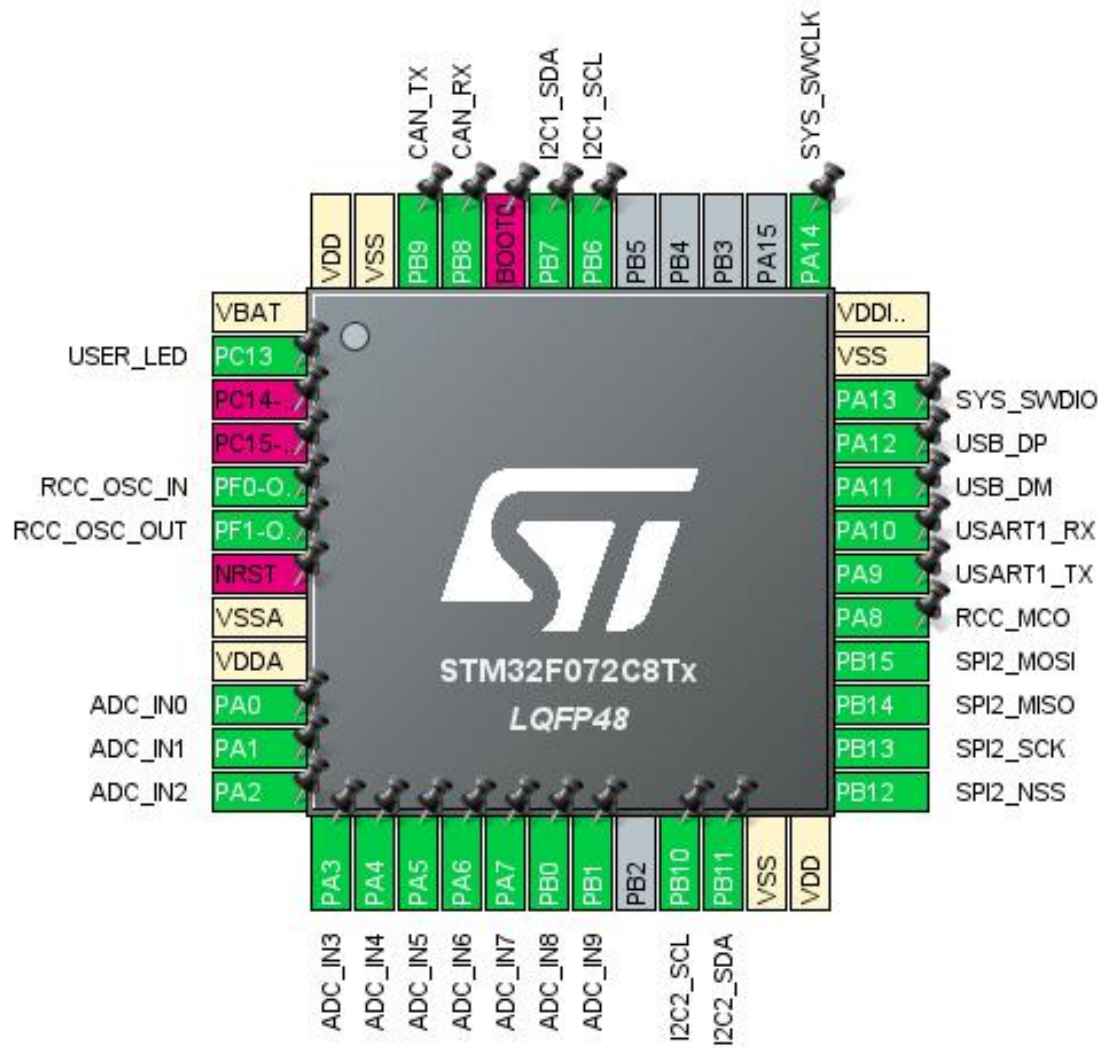 CAN_TX
CAN_RX
I2C1_SDA
I2C1_SCL
SYS_SWCLK
VDD
VSS
PB9
PB8
BOOT0
PB7
PB6
PB5
PB4
PB3
PA15
PA14
VBAT
USER_LED PC13
PC14-..
PC15-..
RCC_OSC_IN PF0-O..
RCC_OSC_OUT PF1-O..
NRST
VSSA
VDDA
ADC_IN0 PA0
ADC_IN1 PA1
ADC_IN2 PA2
ST
STM32F072C8Tx
LQFP48
VDDI..
VSS
PA13 SYS_SWDIO
PA12 USB_DP
PA11 USB_DM
PA10 USART1_RX
PA9 USART1_TX
PA8 RCC_MCO
PB15 SPI2_MOSI
PB14 SPI2_MISO
PB13 SPI2_SCK
PB12 SPI2_NSS
PA3
PA4
PA5
PA6
PA7
PB0
PB1
PB2
PB10
PB11
VSS
VDD
ADC_IN3
ADC_IN4
ADC_IN5
ADC_IN6
ADC_IN7
ADC_IN8
ADC_IN9
I2C2_SCL
I2C2_SDA